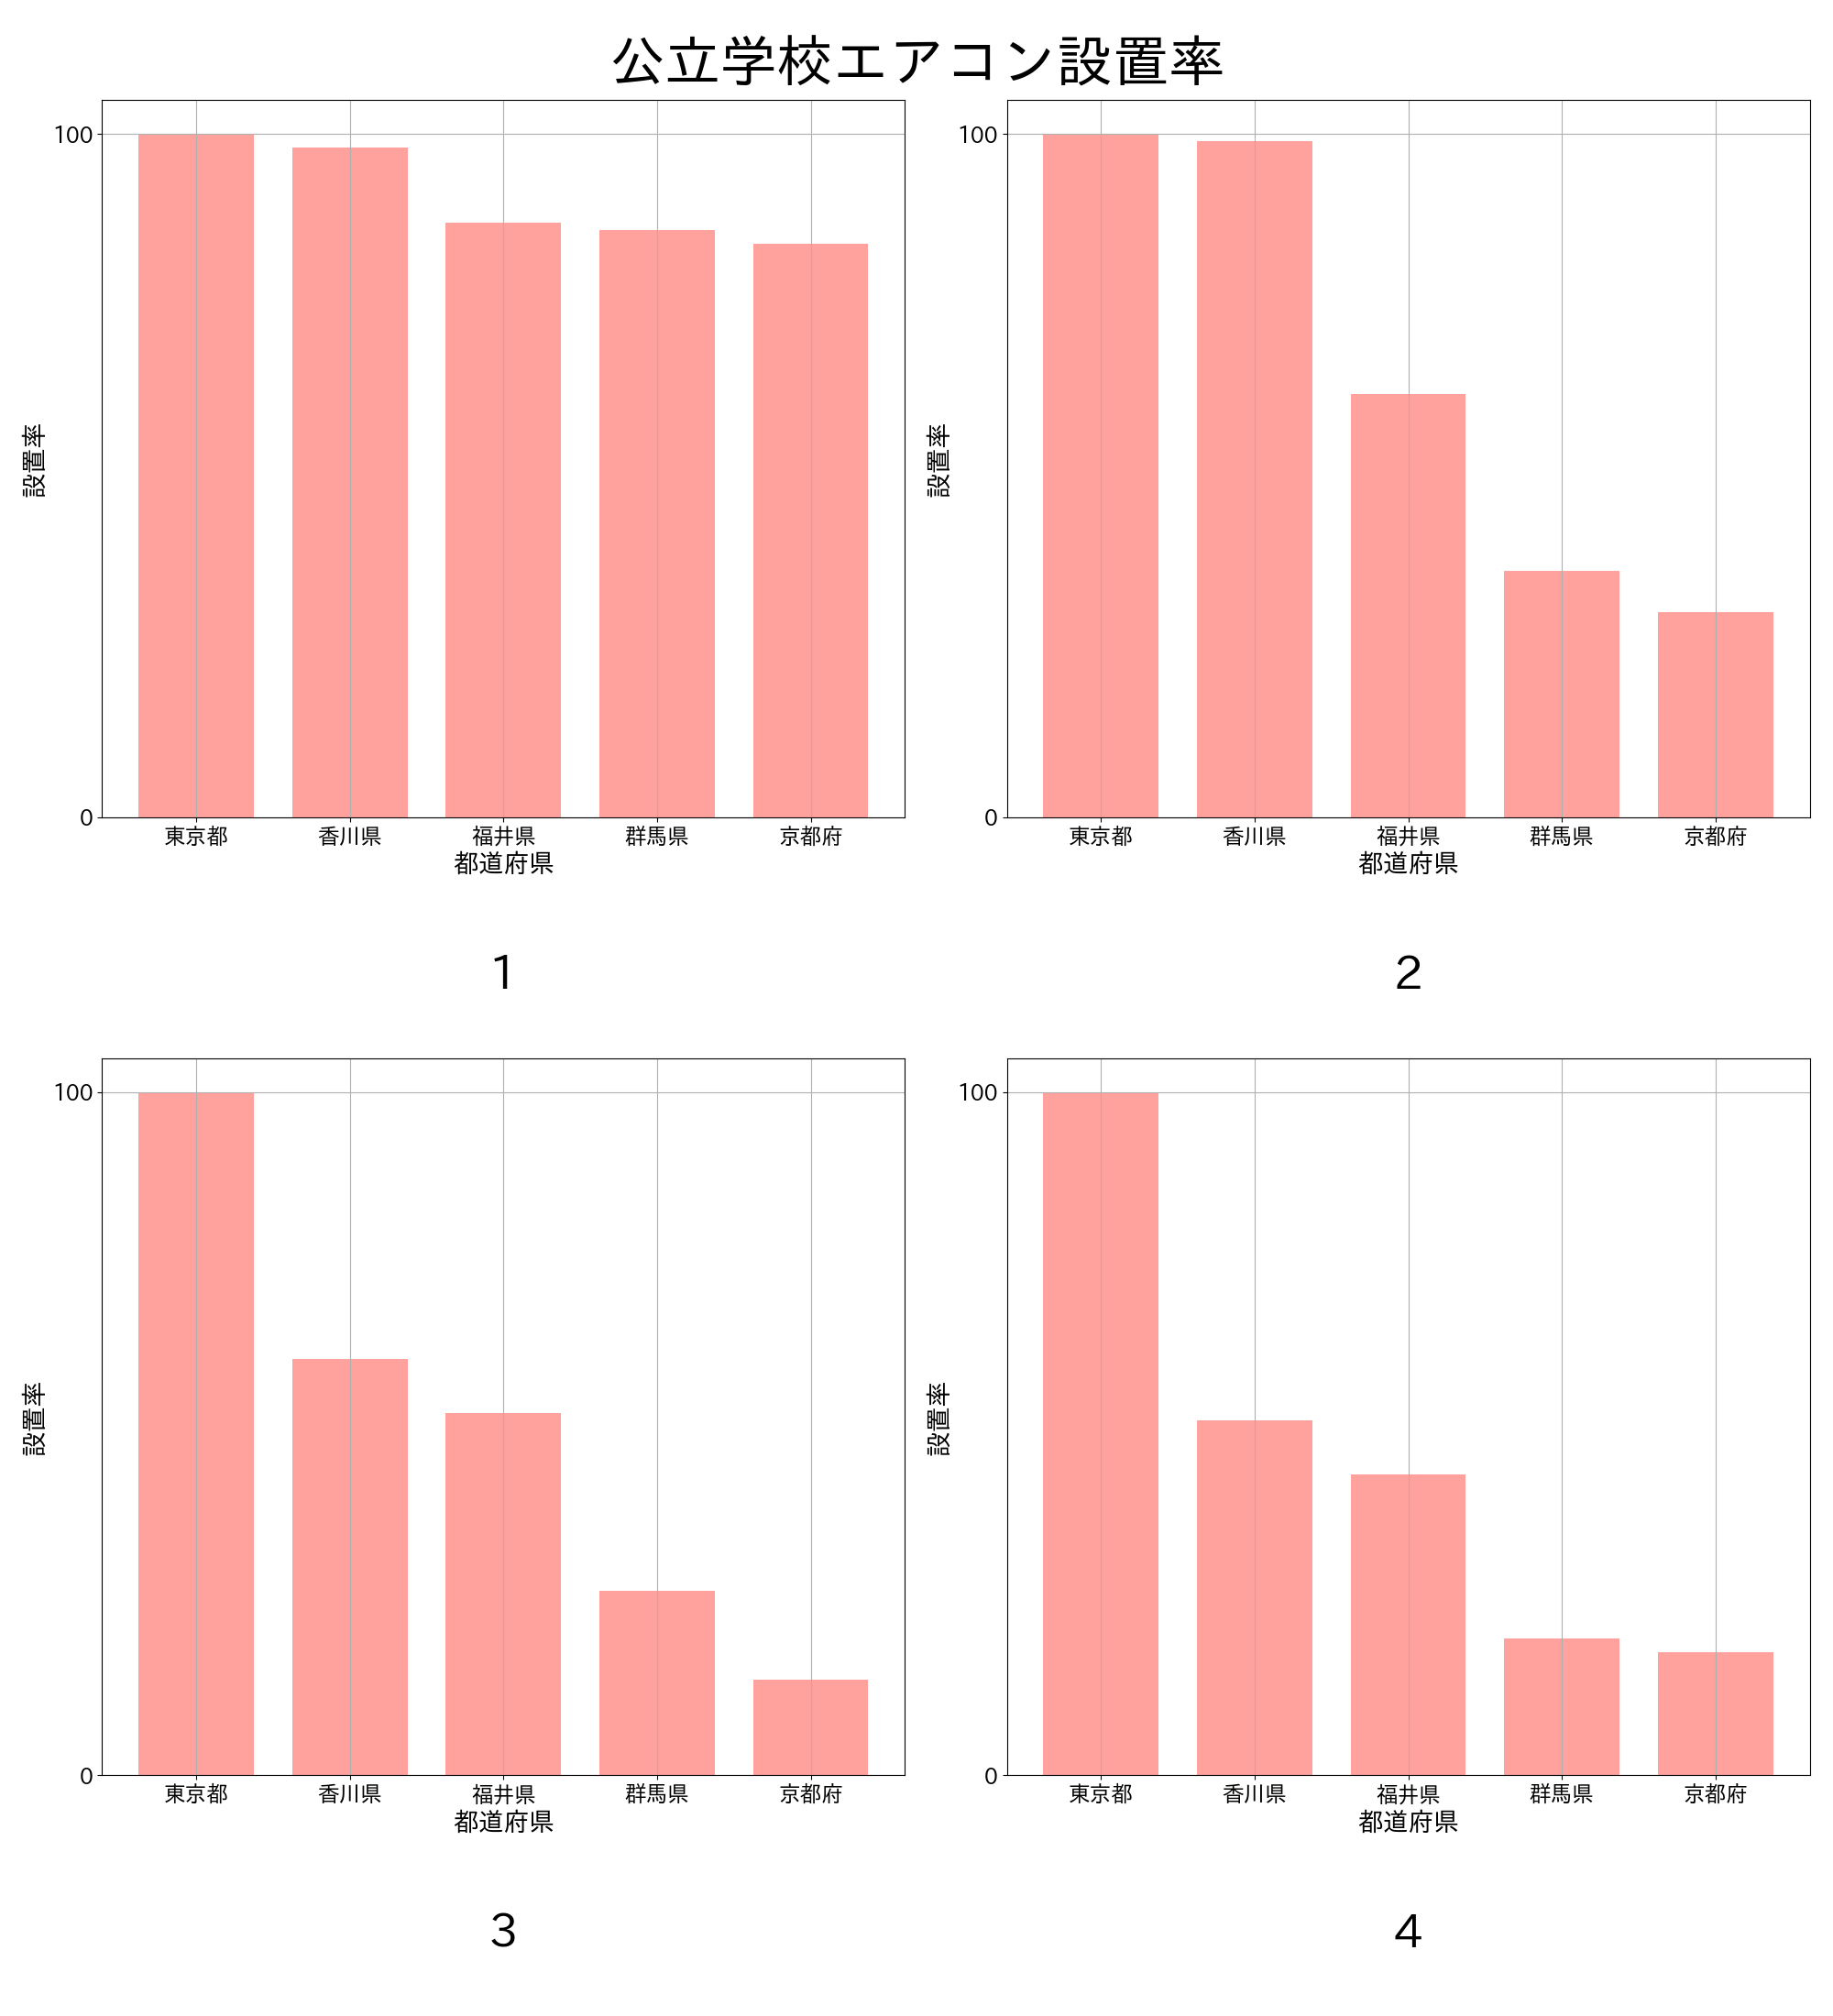 公立学校エアコン設置率
100
0
設置率
東京都 香川県 福井県 群馬県 京都府
都道府県
1
100
0
設置率
東京都 香川県 福井県 群馬県 京都府
都道府県
2
100
0
設置率
東京都 香川県 福井県 群馬県 京都府
都道府県
3
100
0
設置率
東京都 香川県 福井県 群馬県 京都府
都道府県
4